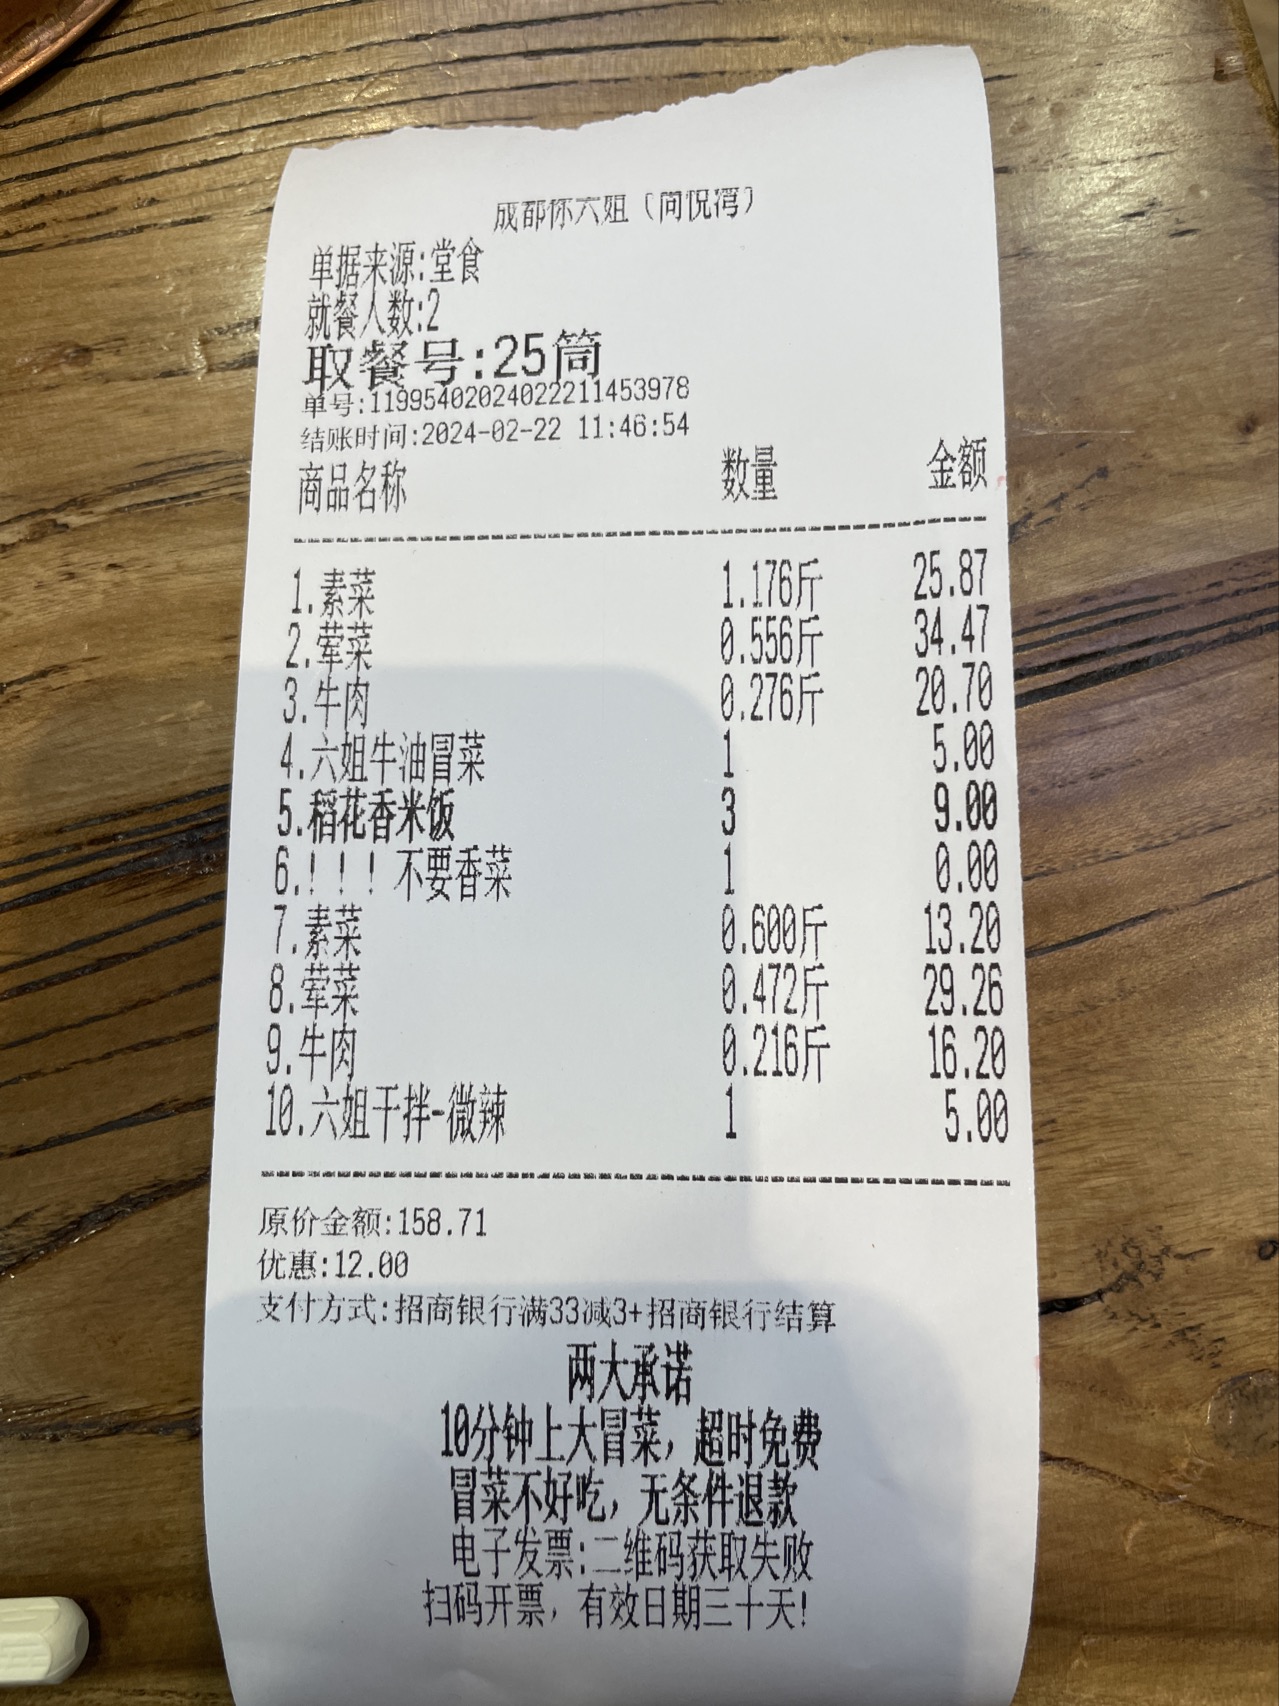 成都你六姐（尚悦湾）
单据来源:堂食
就餐人数:2
取餐号:25筒
单号:119954020240222211453978
结账时间:2024-02-22 11:46:54
商品名称 数量 金额
1.素菜 1.176斤 25.87
2.荤菜 0.556斤 34.47
3.牛肉 0.276斤 20.70
4.六姐牛油冒菜 1 5.00
5.稻花香米饭 3 9.00
6.！！！不要香菜 1 0.00
7.素菜 0.600斤 13.20
8.荤菜 0.472斤 29.26
9.牛肉 0.216斤 16.20
10.六姐干拌-微辣 1 5.00
原价金额:158.71
优惠:12.00
支付方式:招商银行满33减3+招商银行结算
两大承诺
10分钟上大冒菜，超时免费
冒菜不好吃，无条件退款
电子发票:二维码获取失败
扫码开票，有效日期三十天!